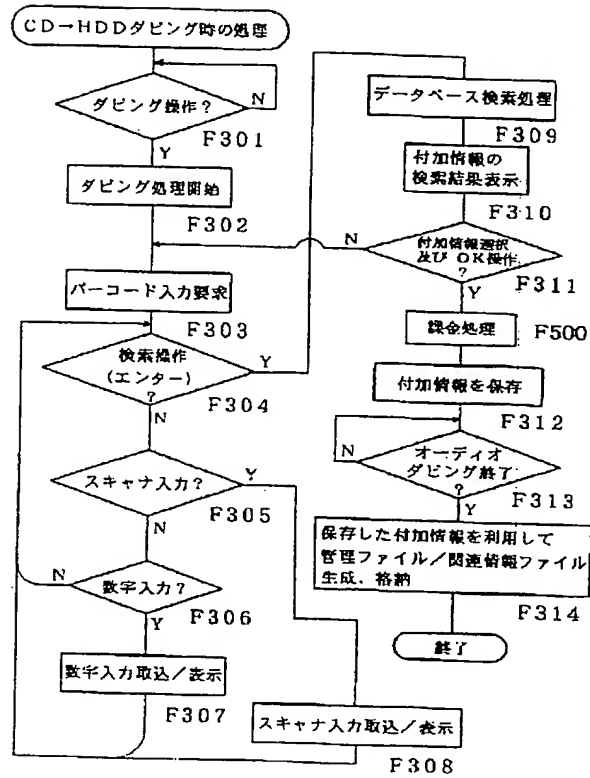 CD→HDDダビング時の処理
ダビング操作？
N
F301
Y
ダビング処理開始
F302
バーコード入力要求
F303
検索操作
(エンター)
？
Y
F304
N
スキャナ入力？
Y
F305
N
数字入力？
N
F306
Y
数字入力取込／表示
F307
スキャナ入力取込／表示
F308
データベース検索処理
F309
付加情報の
検索結果表示
F310
N
付加情報選択
及び OK操作
？
F311
Y
課金処理
F500
付加情報を保存
F312
オーディオ
ダビング終了
？
N
F313
Y
保存した付加情報を利用して
管理ファイル／関連情報ファイル
生成、格納
F314
終了